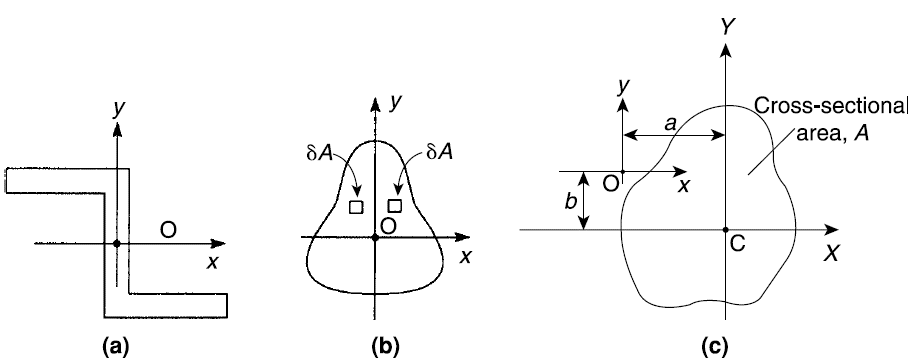 y
O
x
(a)
y
δA
δA
O
x
(b)
Y
y
a
Cross-sectional
area, A
O
x
b
C
X
(c)